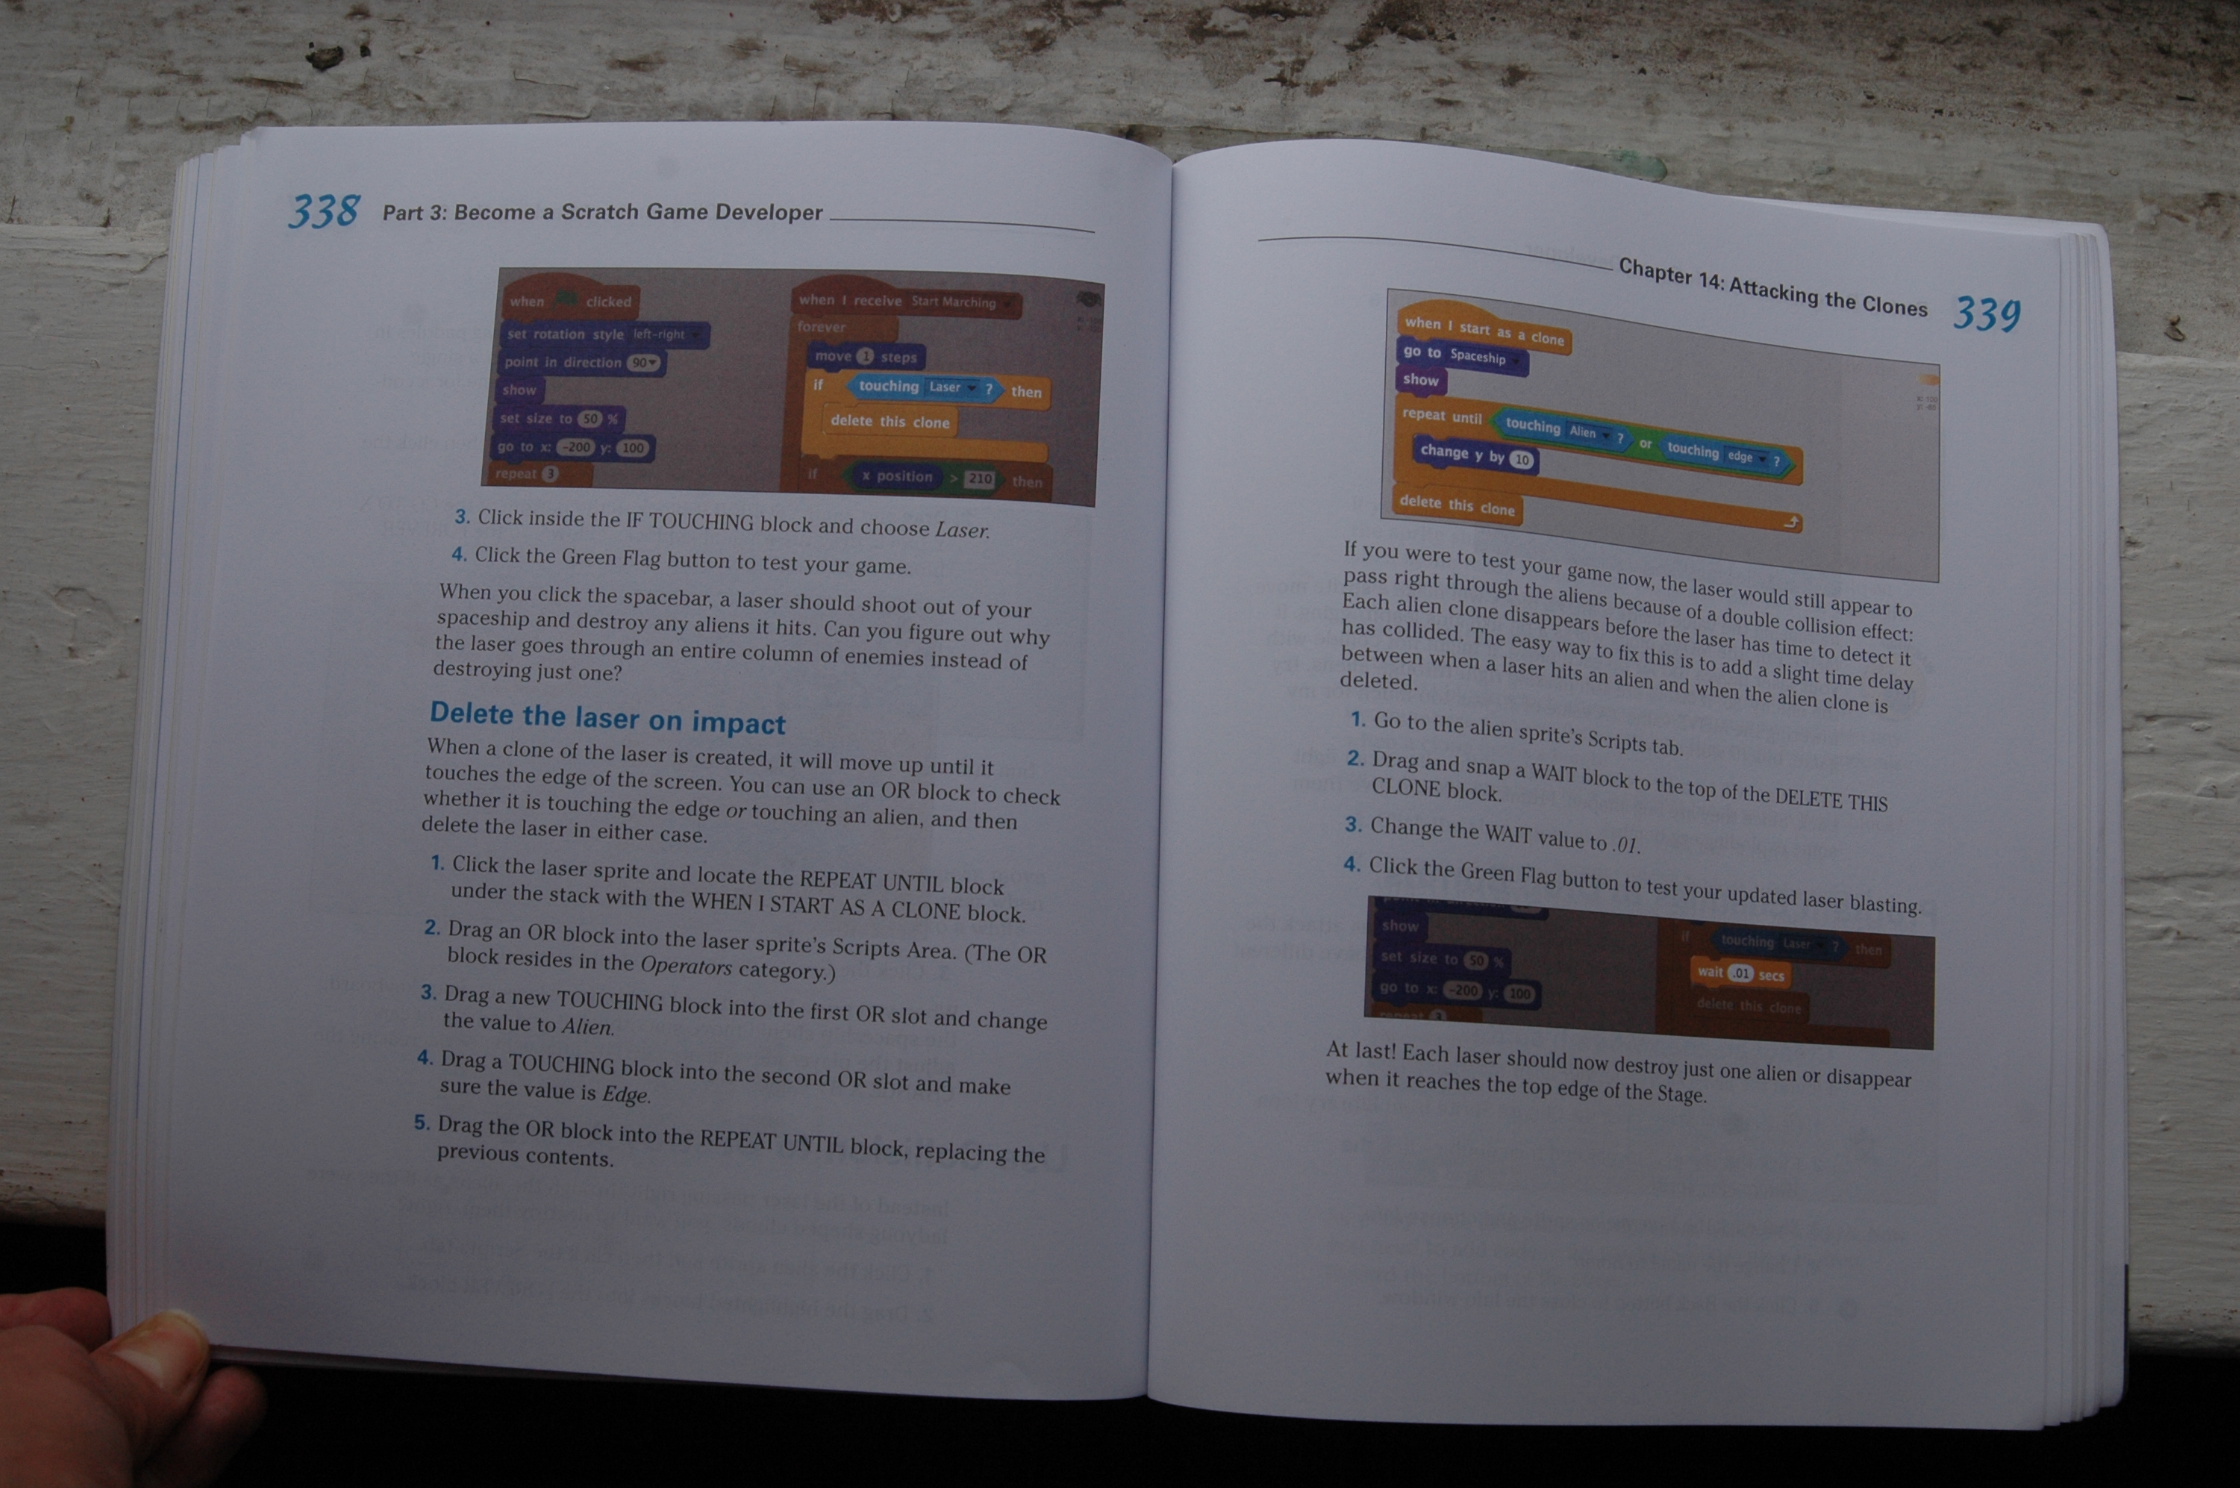 338 Part 3: Become a Scratch Game Developer
when clicked
set rotation style left-right
point in direction 90
show
set size to 50 %
go to x: -200 y: 100
repeat 3
when I receive Start Marching
forever
move 1 steps
if touching Laser ? then
delete this clone
if x position > 210 then
3. Click inside the IF TOUCHING block and choose Laser.
4. Click the Green Flag button to test your game.
When you click the spacebar, a laser should shoot out of your
spaceship and destroy any aliens it hits. Can you figure out why
the laser goes through an entire column of enemies instead of
destroying just one?
Delete the laser on impact
When a clone of the laser is created, it will move up until it
touches the edge of the screen. You can use an OR block to check
whether it is touching the edge or touching an alien, and then
delete the laser in either case.
1. Click the laser sprite and locate the REPEAT UNTIL block
under the stack with the WHEN I START AS A CLONE block.
2. Drag an OR block into the laser sprite's Scripts Area. (The OR
block resides in the Operators category.)
3. Drag a new TOUCHING block into the first OR slot and change
the value to Alien.
4. Drag a TOUCHING block into the second OR slot and make
sure the value is Edge.
5. Drag the OR block into the REPEAT UNTIL block, replacing the
previous contents.
Chapter 14: Attacking the Clones 339
when I start as a clone
go to Spaceship
show
repeat until touching Alien ? or touching edge ?
change y by 10
delete this clone
If you were to test your game now, the laser would still appear to
pass right through the aliens because of a double collision effect:
Each alien clone disappears before the laser has time to detect it
has collided. The easy way to fix this is to add a slight time delay
between when a laser hits an alien and when the alien clone is
deleted.
1. Go to the alien sprite's Scripts tab.
2. Drag and snap a WAIT block to the top of the DELETE THIS
CLONE block.
3. Change the WAIT value to .01.
4. Click the Green Flag button to test your updated laser blasting.
show
set size to 50 %
go to x: -200 y: 100
repeat 3
if touching Laser ? then
wait .01 secs
delete this clone
At last! Each laser should now destroy just one alien or disappear
when it reaches the top edge of the Stage.